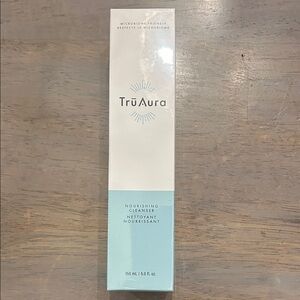 MICROBIOME FRIENDLY
RESPECTE LE MICROBIOME
TrūAura
NOURISHING
CLEANSER
NETTOYANT
NOURRISSANT
150 mL / 5.0 fl. oz.